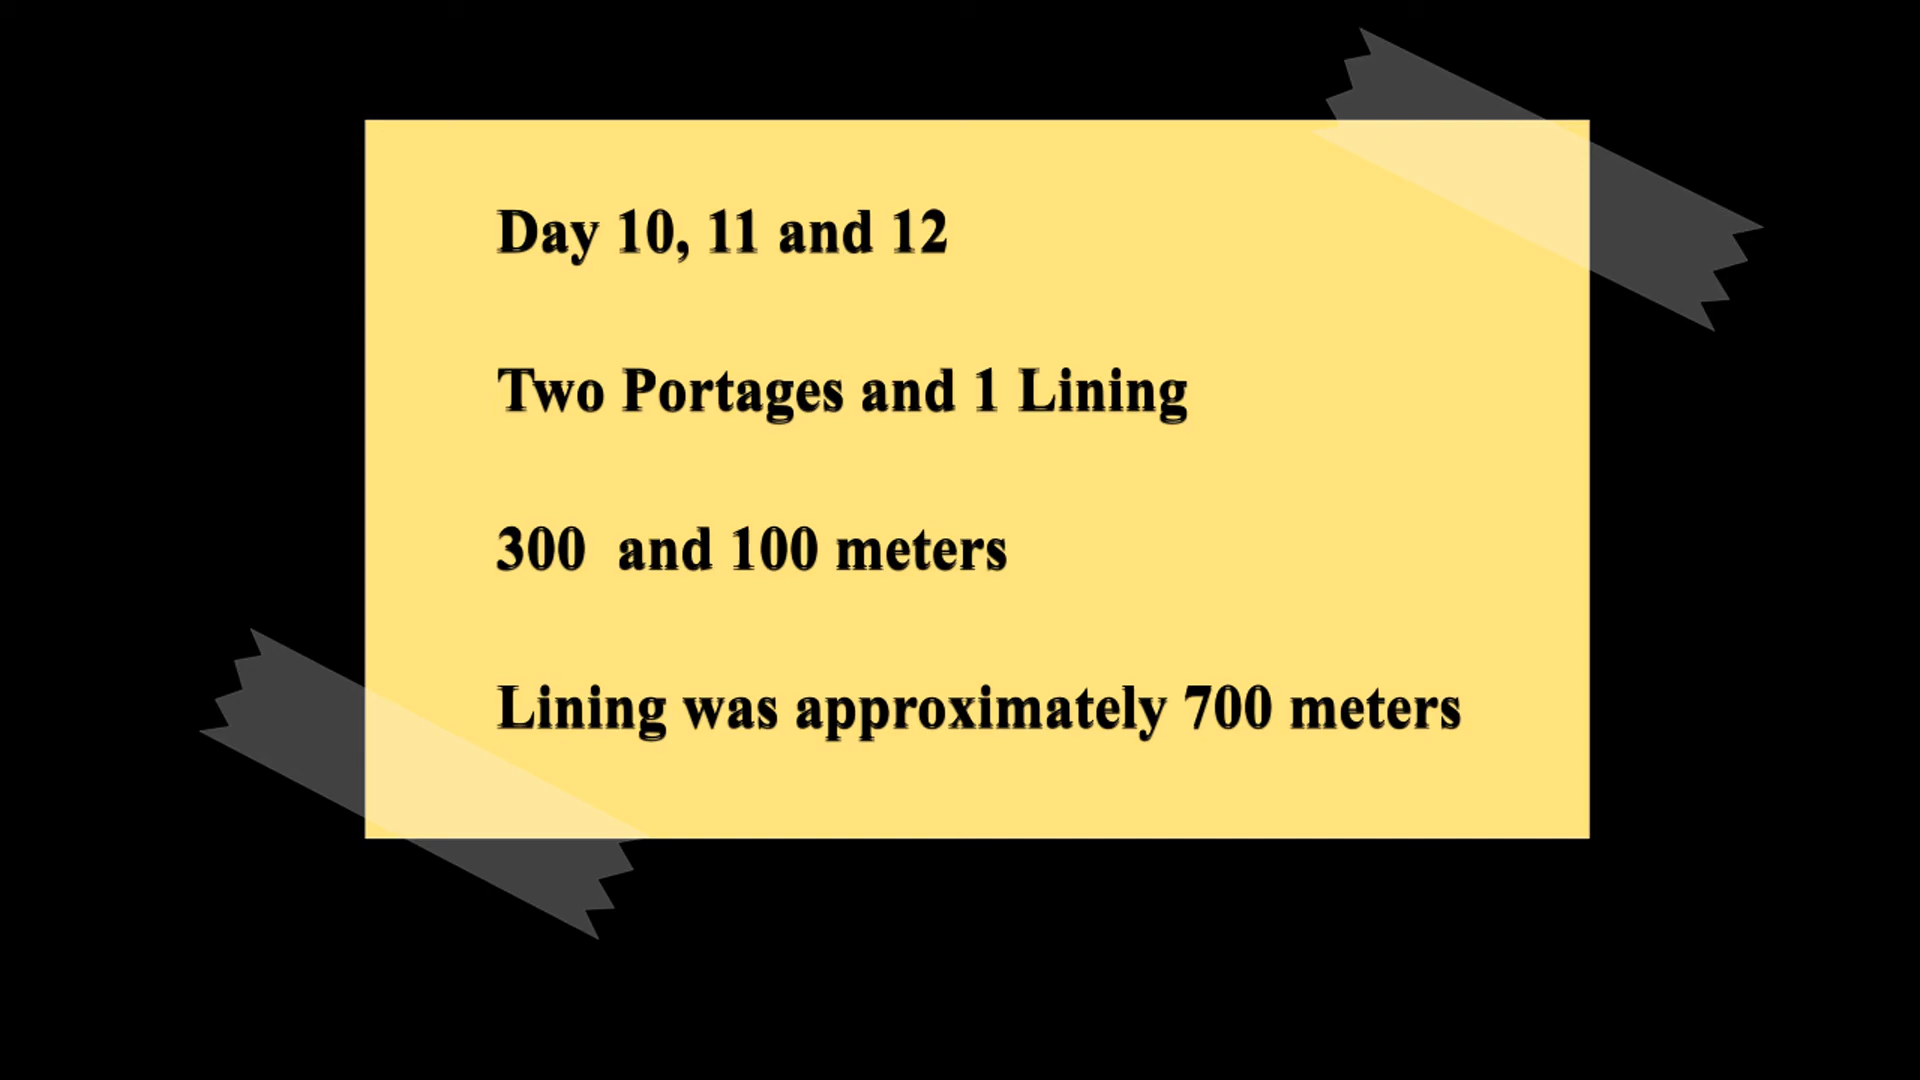 Day 10, 11 and 12
Two Portages and 1 Lining
300  and 100 meters
Lining was approximately 700 meters